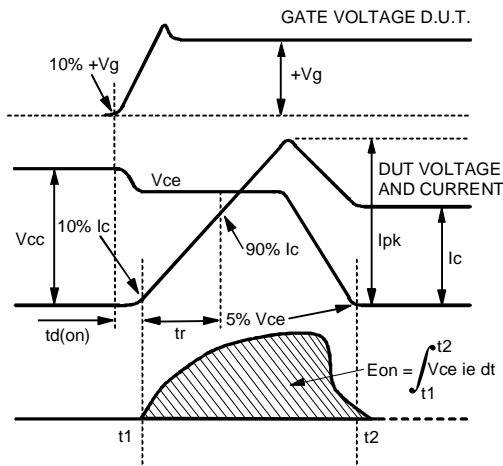 GATE VOLTAGE D.U.T.
10% +Vg
+Vg
DUT VOLTAGE
AND CURRENT
Vce
10% Ic
Vcc
90% Ic
Ipk
Ic
td(on)
tr
5% Vce
t2
Eon = ∫ Vce ie dt
t1
t1
t2